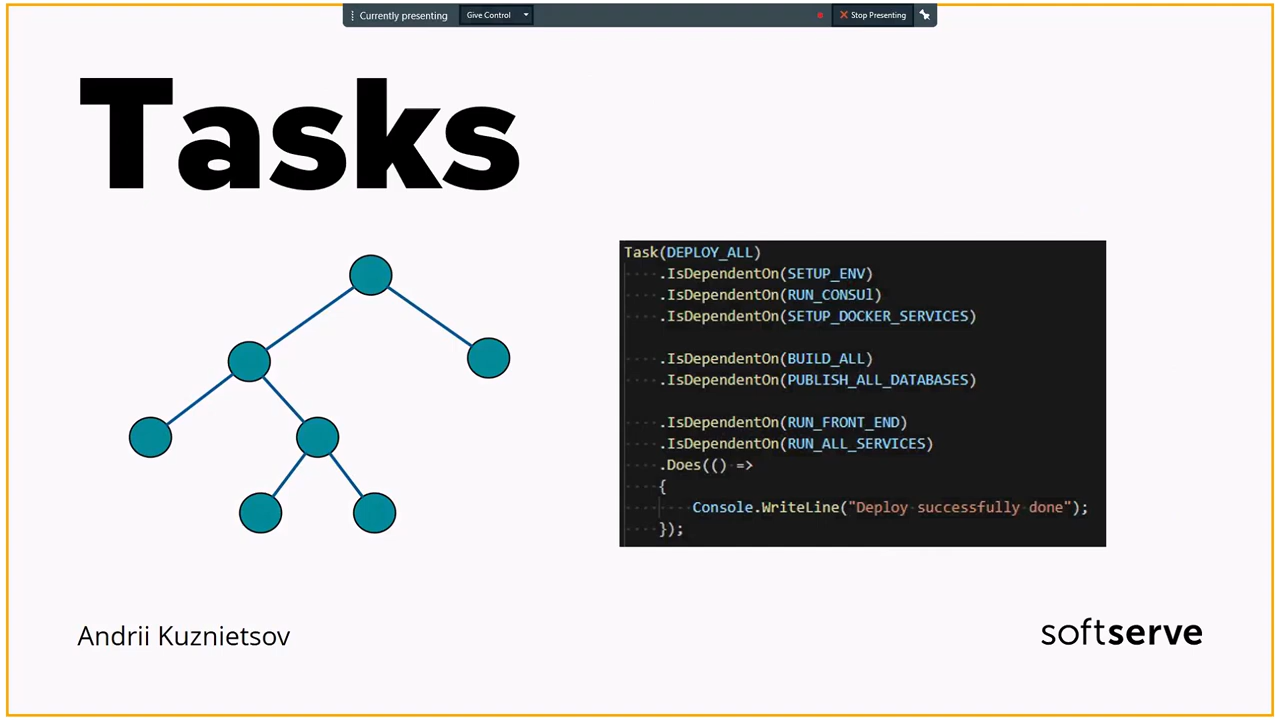 Currently presenting
Give Control
Stop Presenting
Tasks
Task(DEPLOY_ALL)
.IsDependentOn(SETUP_ENV)
.IsDependentOn(RUN_CONSUl)
.IsDependentOn(SETUP_DOCKER_SERVICES)
.IsDependentOn(BUILD_ALL)
.IsDependentOn(PUBLISH_ALL_DATABASES)
.IsDependentOn(RUN_FRONT_END)
.IsDependentOn(RUN_ALL_SERVICES)
.Does(() =>
{
Console.WriteLine("Deploy successfully done");
});
Andrii Kuznietsov
softserve